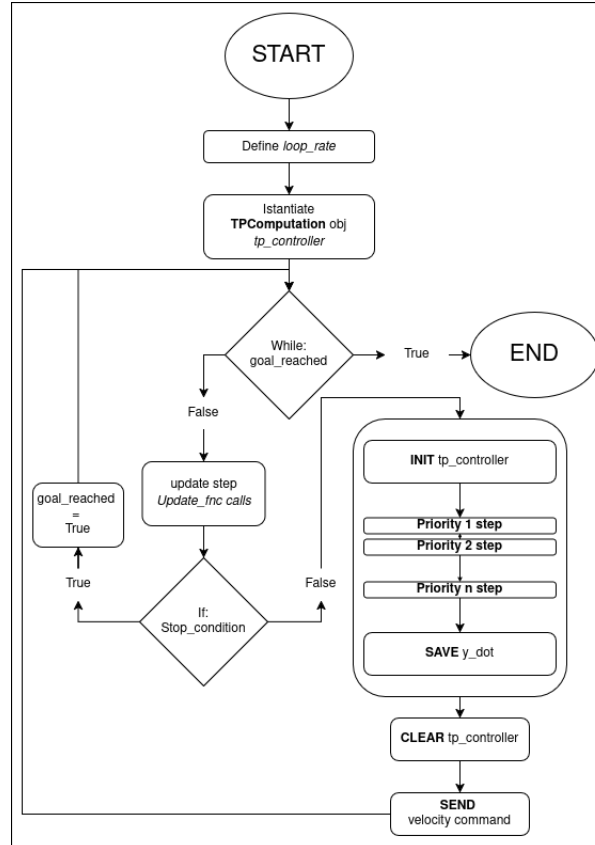 START
Define loop_rate
Istantiate
TPComputation obj
tp_controller
While:
goal_reached
True
END
False
update step
Update_fnc calls
goal_reached
=
True
True
If:
Stop_condition
False
INIT tp_controller
Priority 1 step
Priority 2 step
Priority n step
SAVE y_dot
CLEAR tp_controller
SEND
velocity command